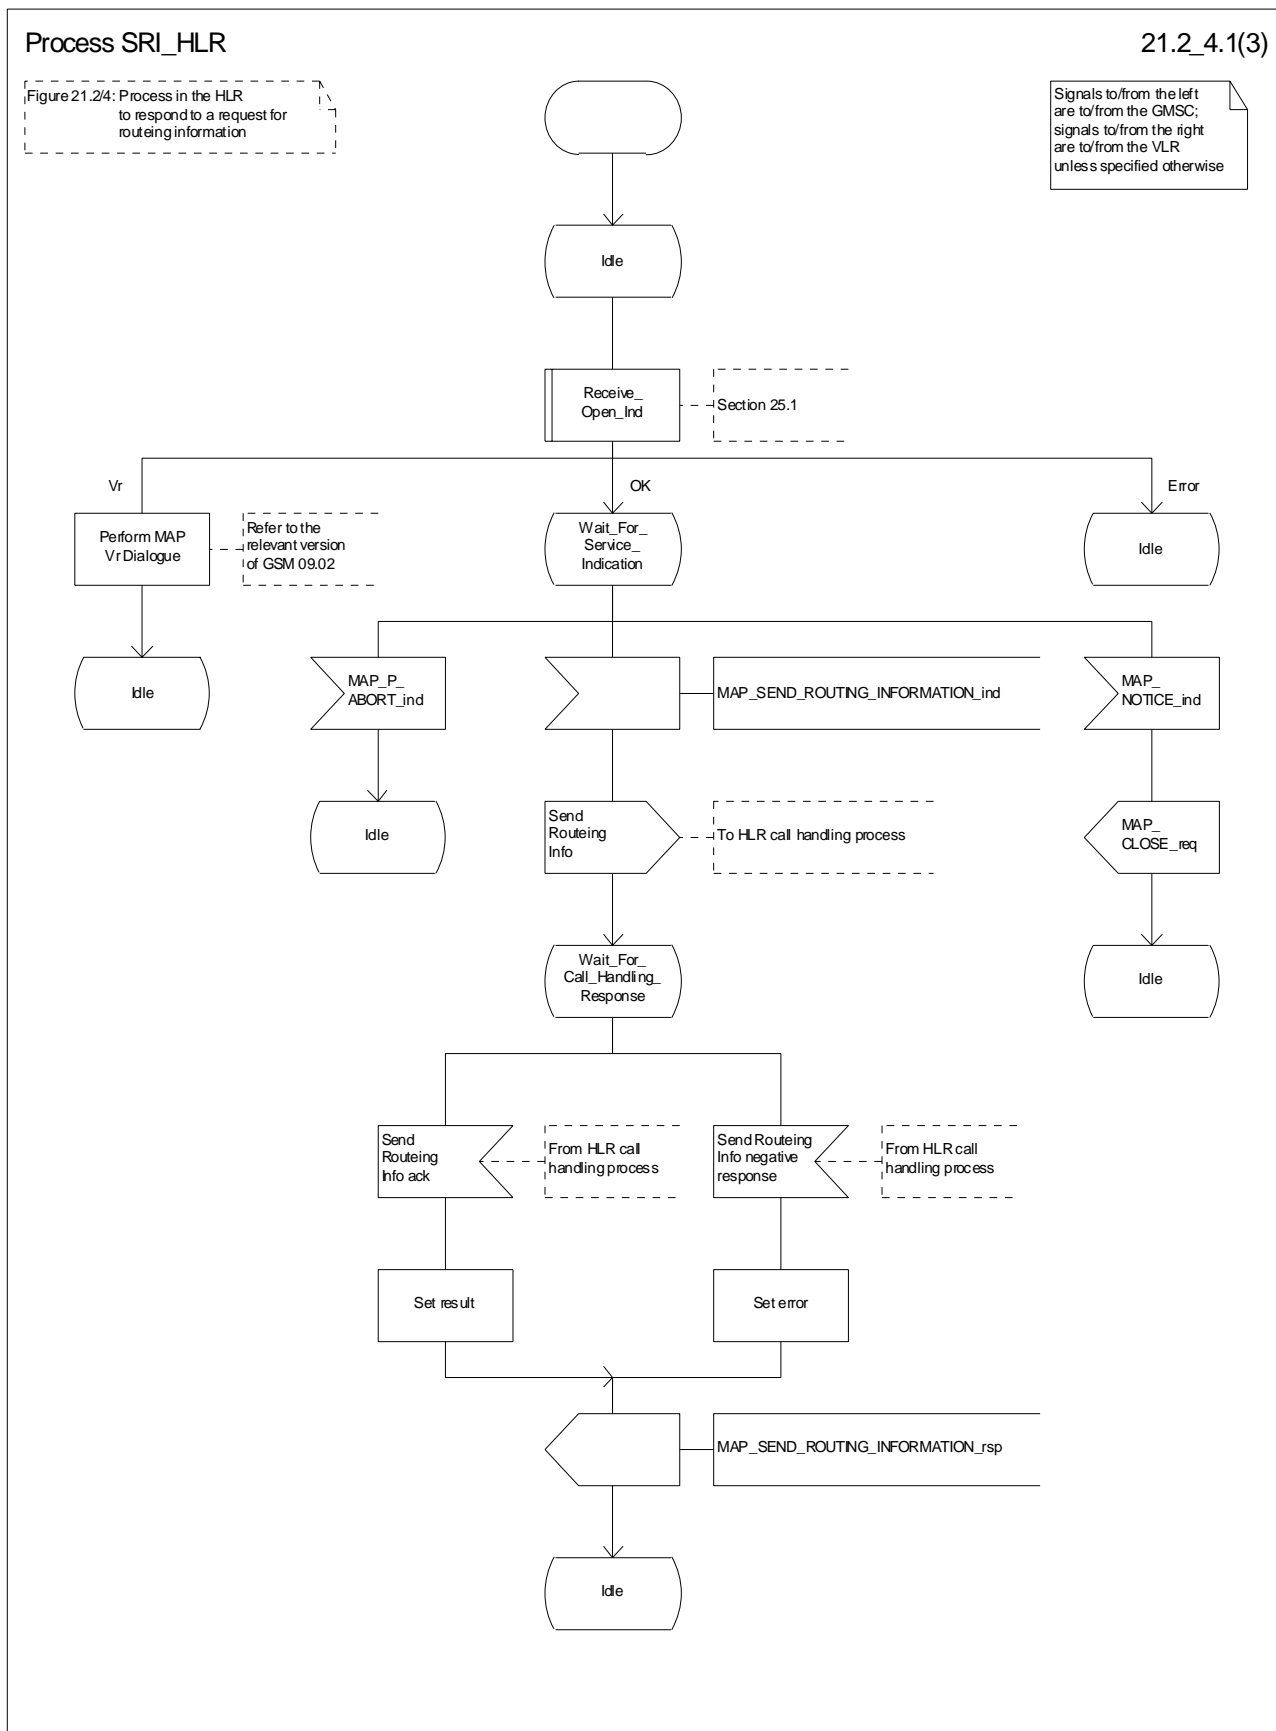 Process SRI_HLR
21.2_4.1(3)
Figure 21.2/4: Process in the HLR
to respond to a request for
routeing information
Signals to/from the left
are to/from the GMSC;
signals to/from the right
are to/from the VLR
unless specified otherwise
Idle
Receive_
Open_Ind
Section 25.1
Vr
OK
Error
Perform MAP
Vr Dialogue
Refer to the
relevant version
of GSM 09.02
Wait_For_
Service_
Indication
Idle
Idle
MAP_P_
ABORT_ind
MAP_SEND_ROUTING_INFORMATION_ind
MAP_
NOTICE_ind
Idle
Send
Routeing
Info
To HLR call handling process
MAP_
CLOSE_req
Wait_For_
Call_Handling_
Response
Idle
Send
Routeing
Info ack
From HLR call
handling process
Send Routeing
Info negative
response
From HLR call
handling process
Set result
Set error
MAP_SEND_ROUTING_INFORMATION_rsp
Idle